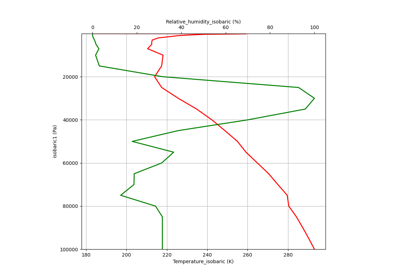 Relative_humidity_isobaric (%)
0 20 40 60 80 100
20000
40000
60000
80000
100000
isobaric1 (Pa)
180 200 220 240 260 280
Temperature_isobaric (K)